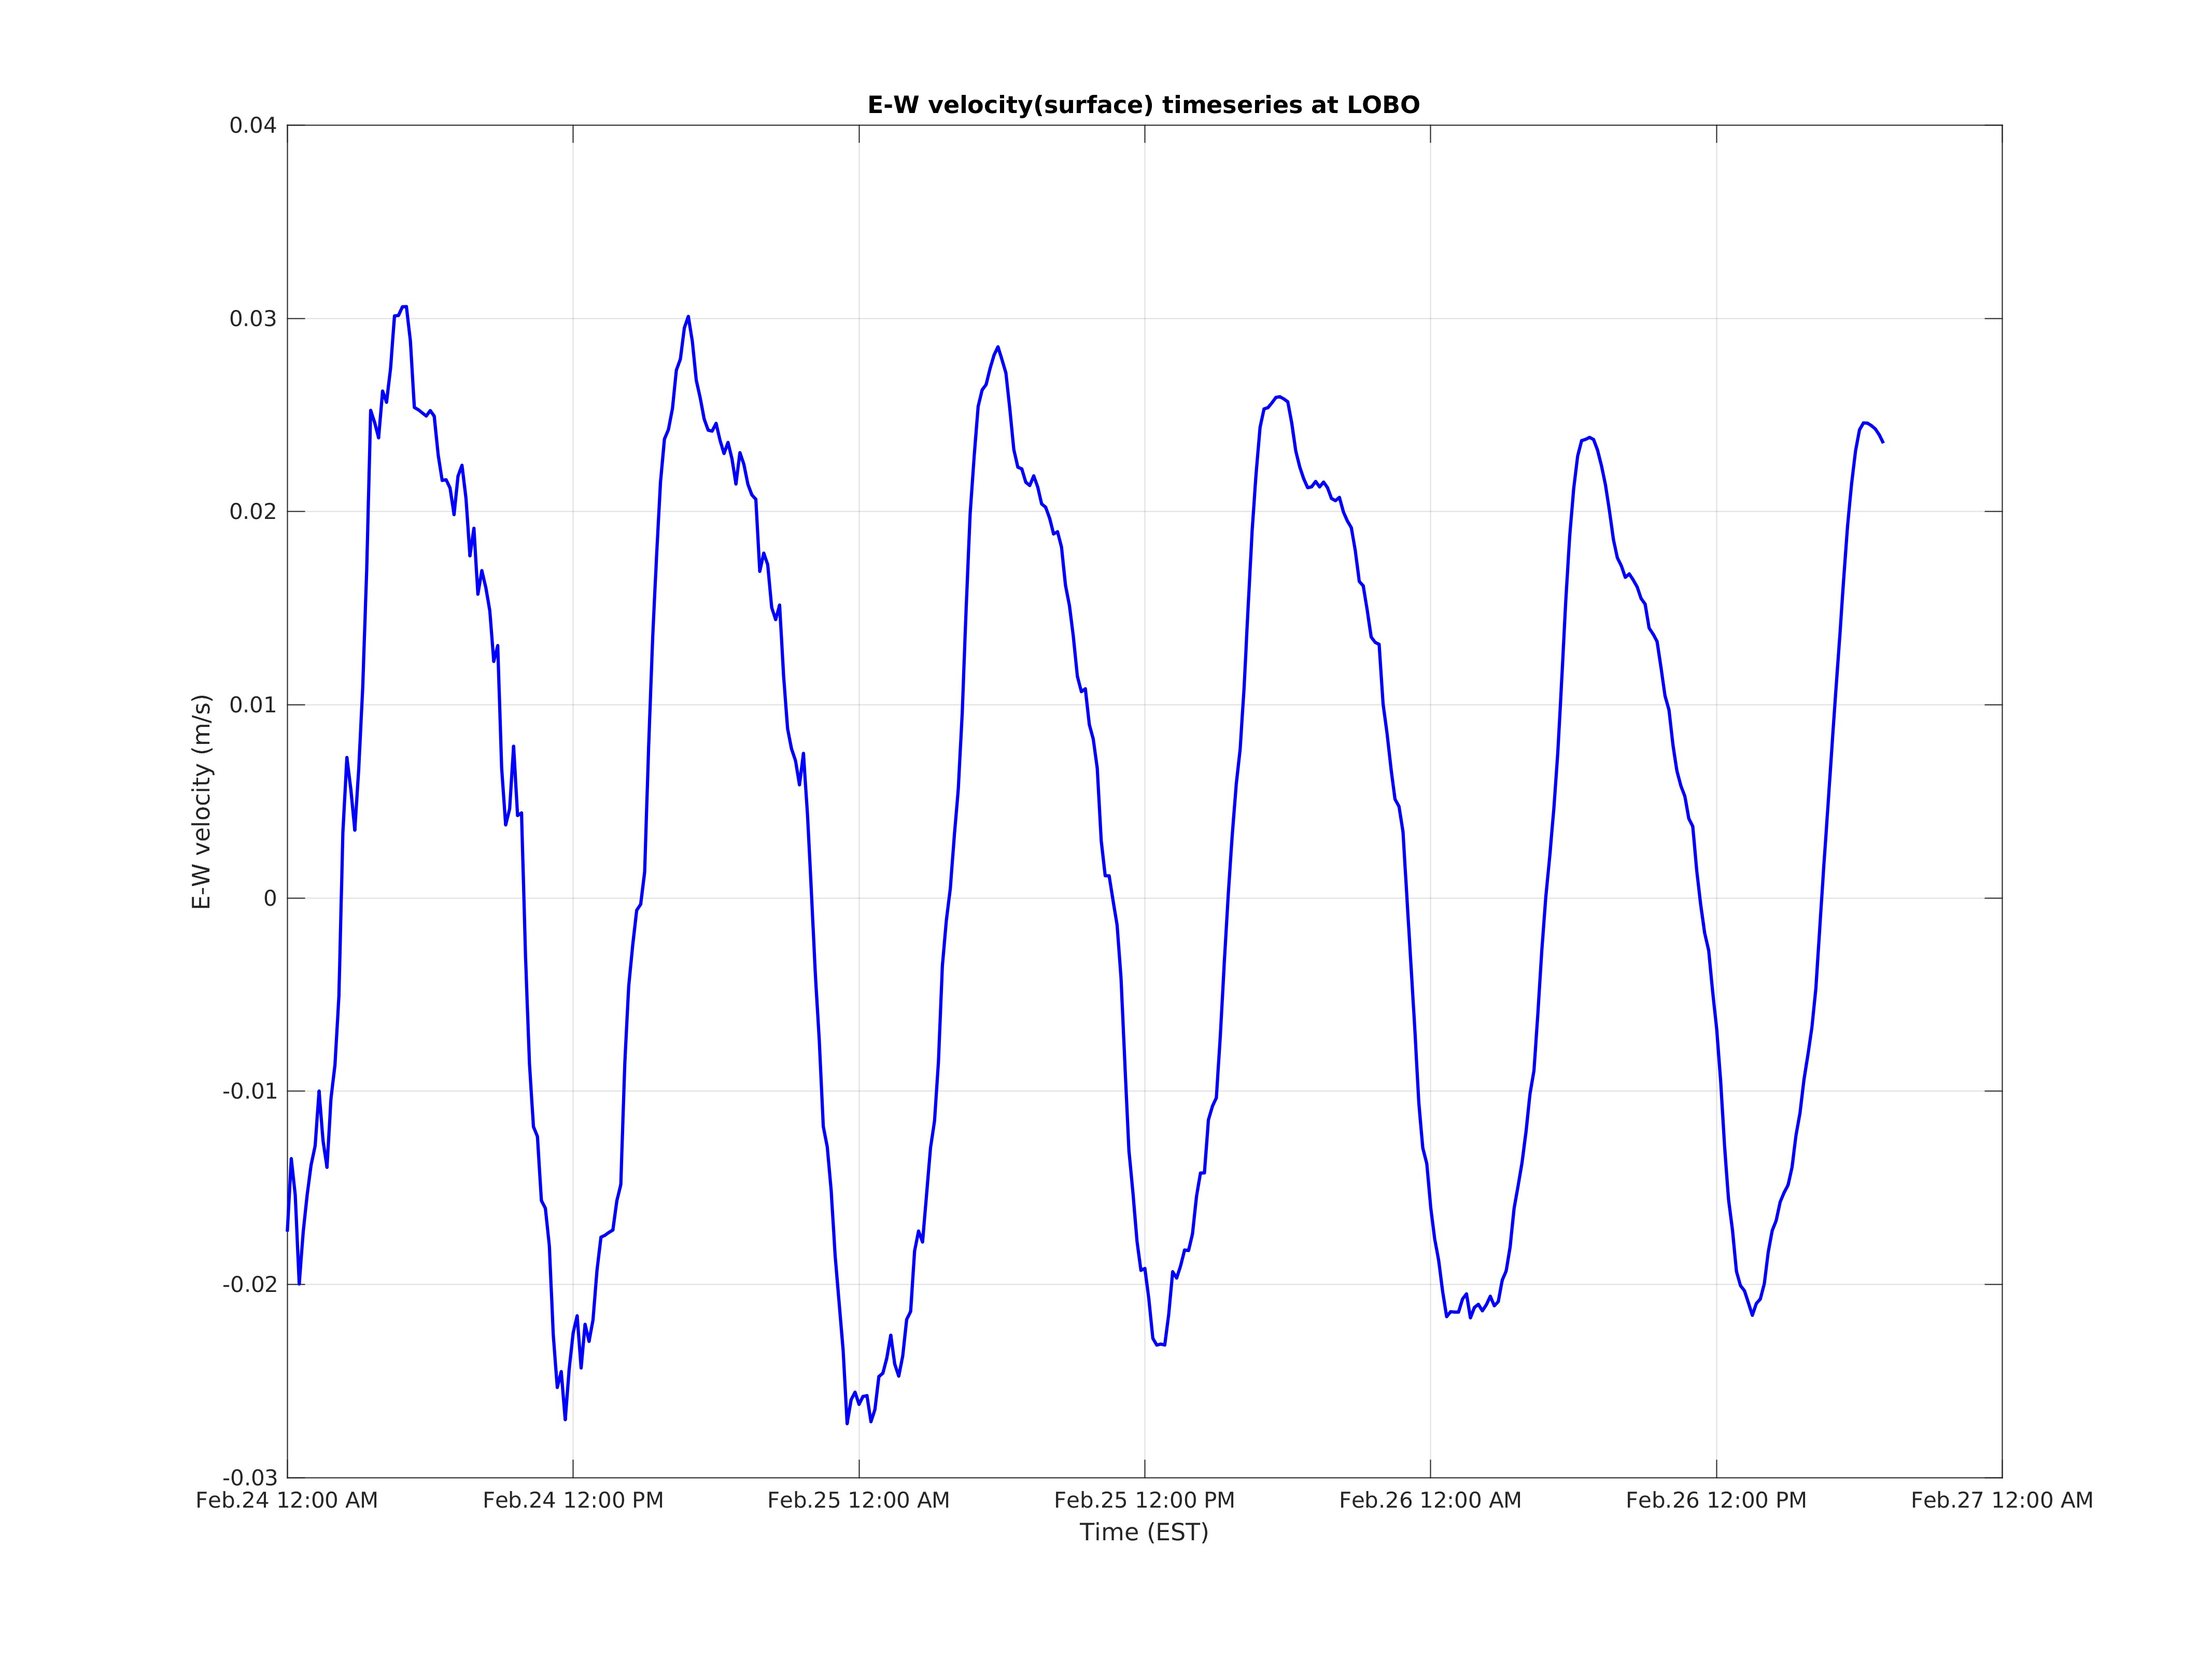 E-W velocity(surface) timeseries at LOBO
0.04
0.03
0.02
0.01
0
-0.01
-0.02
-0.03
E-W velocity (m/s)
Feb.24 12:00 AM Feb.24 12:00 PM Feb.25 12:00 AM Feb.25 12:00 PM Feb.26 12:00 AM Feb.26 12:00 PM Feb.27 12:00 AM
Time (EST)